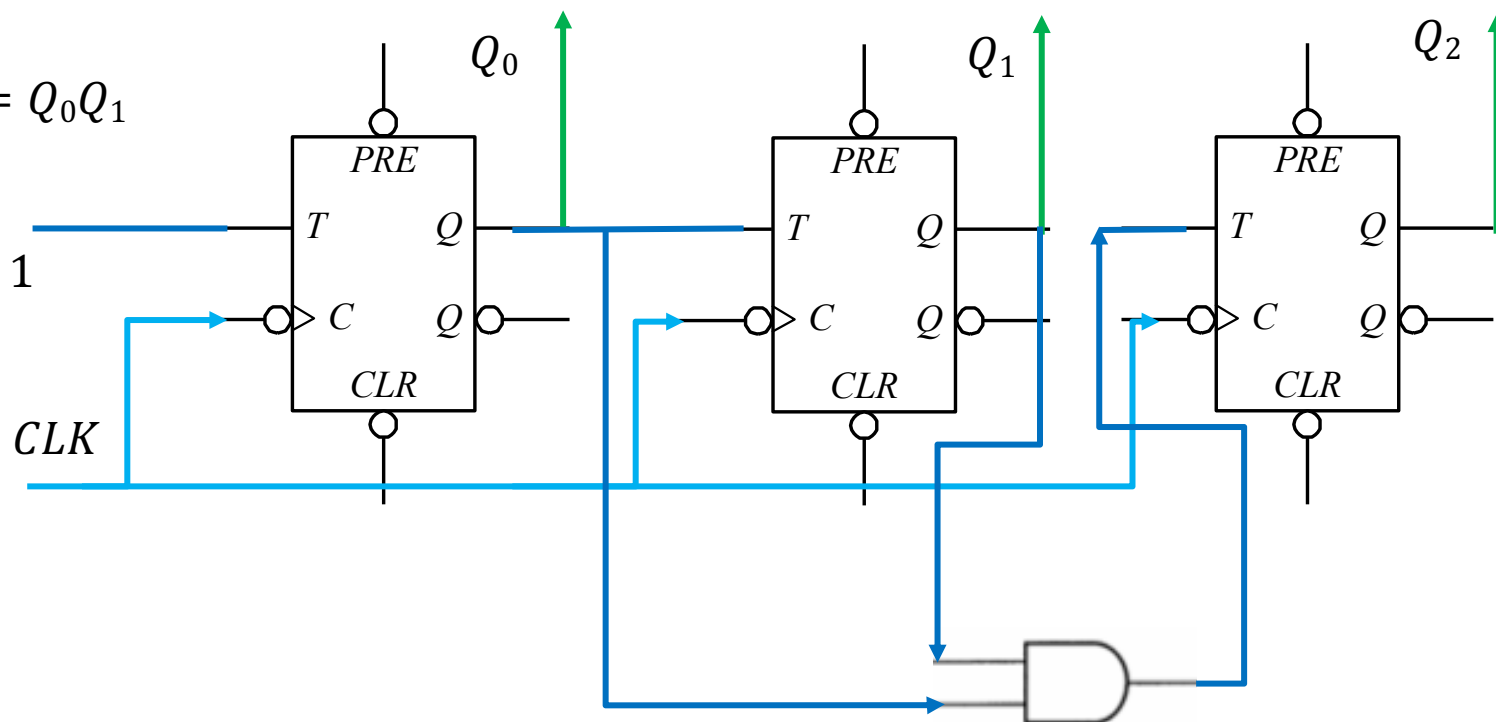 Q₀ Q₁ Q₂
= Q₀Q₁
PRE PRE PRE
T Q T Q T Q
1
C Q C Q C Q
CLR CLR CLR
CLK